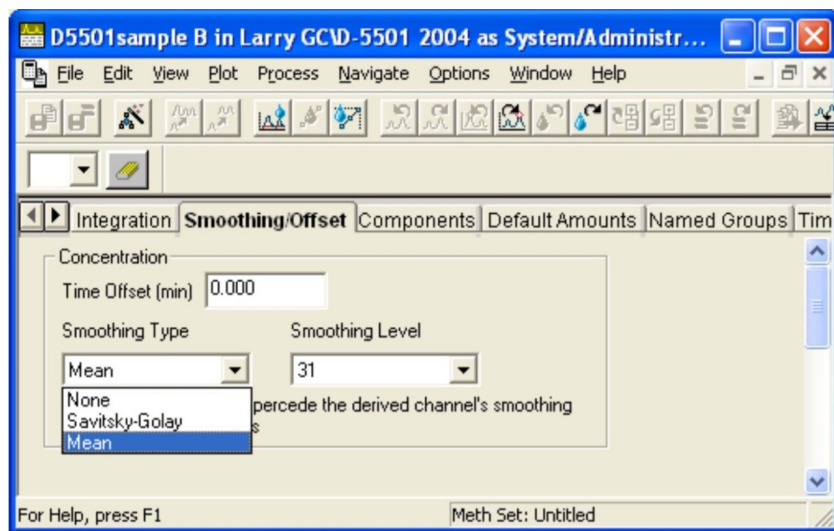 D5501sample B in Larry GC\D-5501 2004 as System/Administr...
File Edit View Plot Process Navigate Options Window Help
Integration Smoothing/Offset Components Default Amounts Named Groups Tim
Concentration
Time Offset (min) 0.000
Smoothing Type Smoothing Level
Mean 31
None
percede the derived channel's smoothing
Savitsky-Golay
s
Mean
For Help, press F1 Meth Set: Untitled